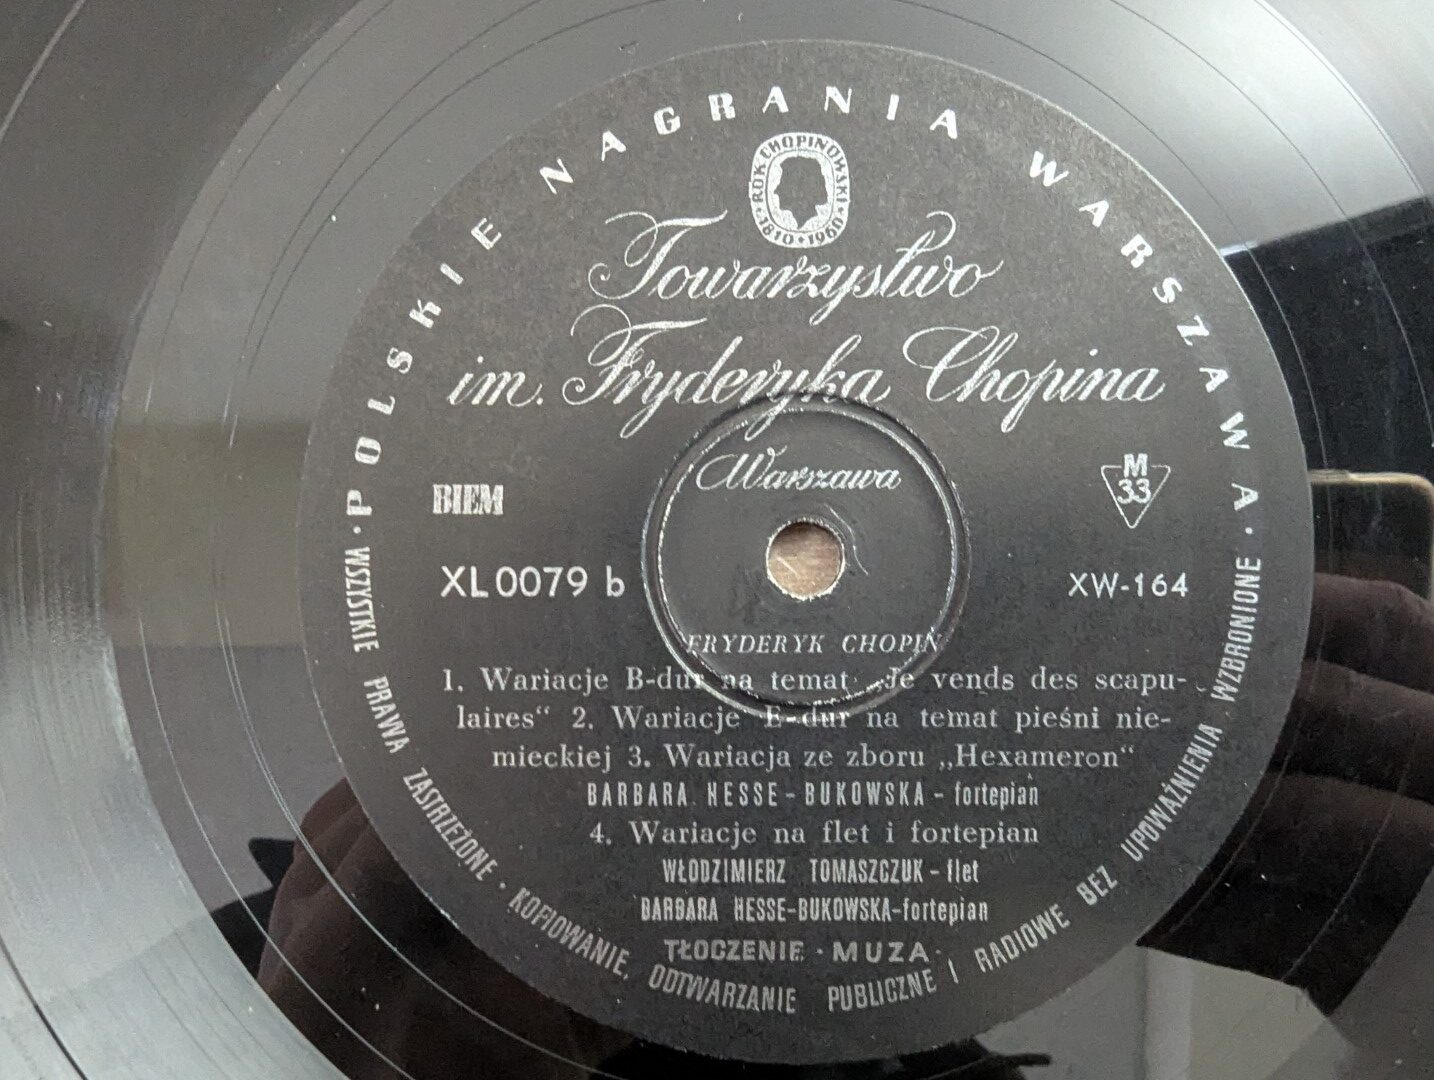 POLSKIE NAGRANIA WARSZAWA
ROK CHOPINOWSKI
1810 • 1960
Towarzystwo
im. Fryderyka Chopina
Warszawa
BIEM
M
33
XL 0079 b
XW-164
FRYDERYK CHOPIN
1. Wariacje B-dur na temat „Je vends des scapu-
laires“ 2. Wariacje E-dur na temat pieśni nie-
mieckiej 3. Wariacja ze zboru „Hexameron“
BARBARA HESSE-BUKOWSKA - fortepian
4. Wariacje na flet i fortepian
WŁODZIMIERZ TOMASZCZUK - flet
BARBARA HESSE-BUKOWSKA-fortepian
TŁOCZENIE · MUZA ·
· WSZYSTKIE PRAWA ZASTRZEŻONE · KOPIOWANIE, ODTWARZANIE PUBLICZNE I RADIOWE BEZ UPOWAŻNIENIA WZBRONIONE ·